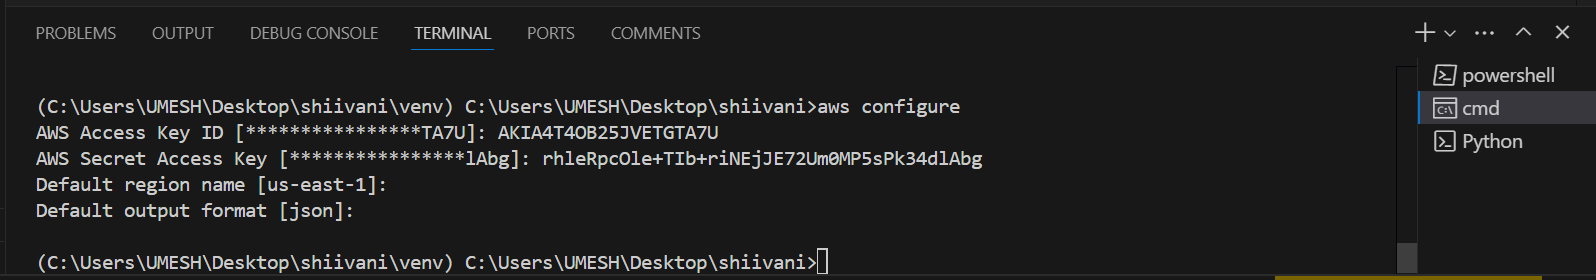 PROBLEMS OUTPUT DEBUG CONSOLE TERMINAL PORTS COMMENTS
(C:\Users\UMESH\Desktop\shiivani\venv) C:\Users\UMESH\Desktop\shiivani>aws configure
AWS Access Key ID [****************TA7U]: AKIA4T4OB25JVETGTA7U
AWS Secret Access Key [****************lAbg]: 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
Default region name [us-east-1]:
Default output format [json]:
(C:\Users\UMESH\Desktop\shiivani\venv) C:\Users\UMESH\Desktop\shiivani>
powershell
cmd
Python